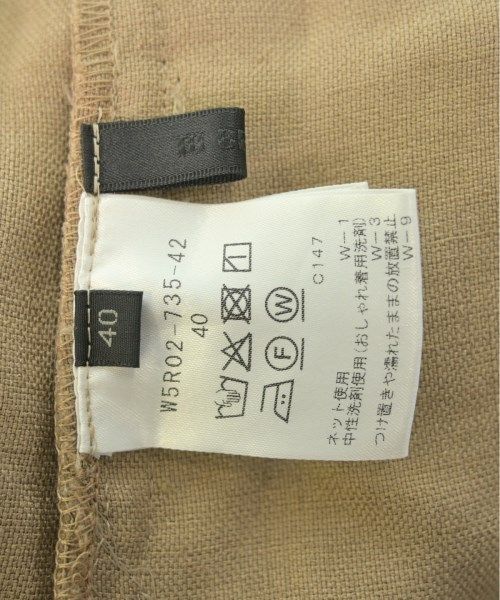 40
W5R02-735-42
40
F
W
C147
ネット使用 W-1
中性洗剤使用(おしゃれ着用洗剤) W-3
つけ置きや濡れたままの放置禁止 W-9